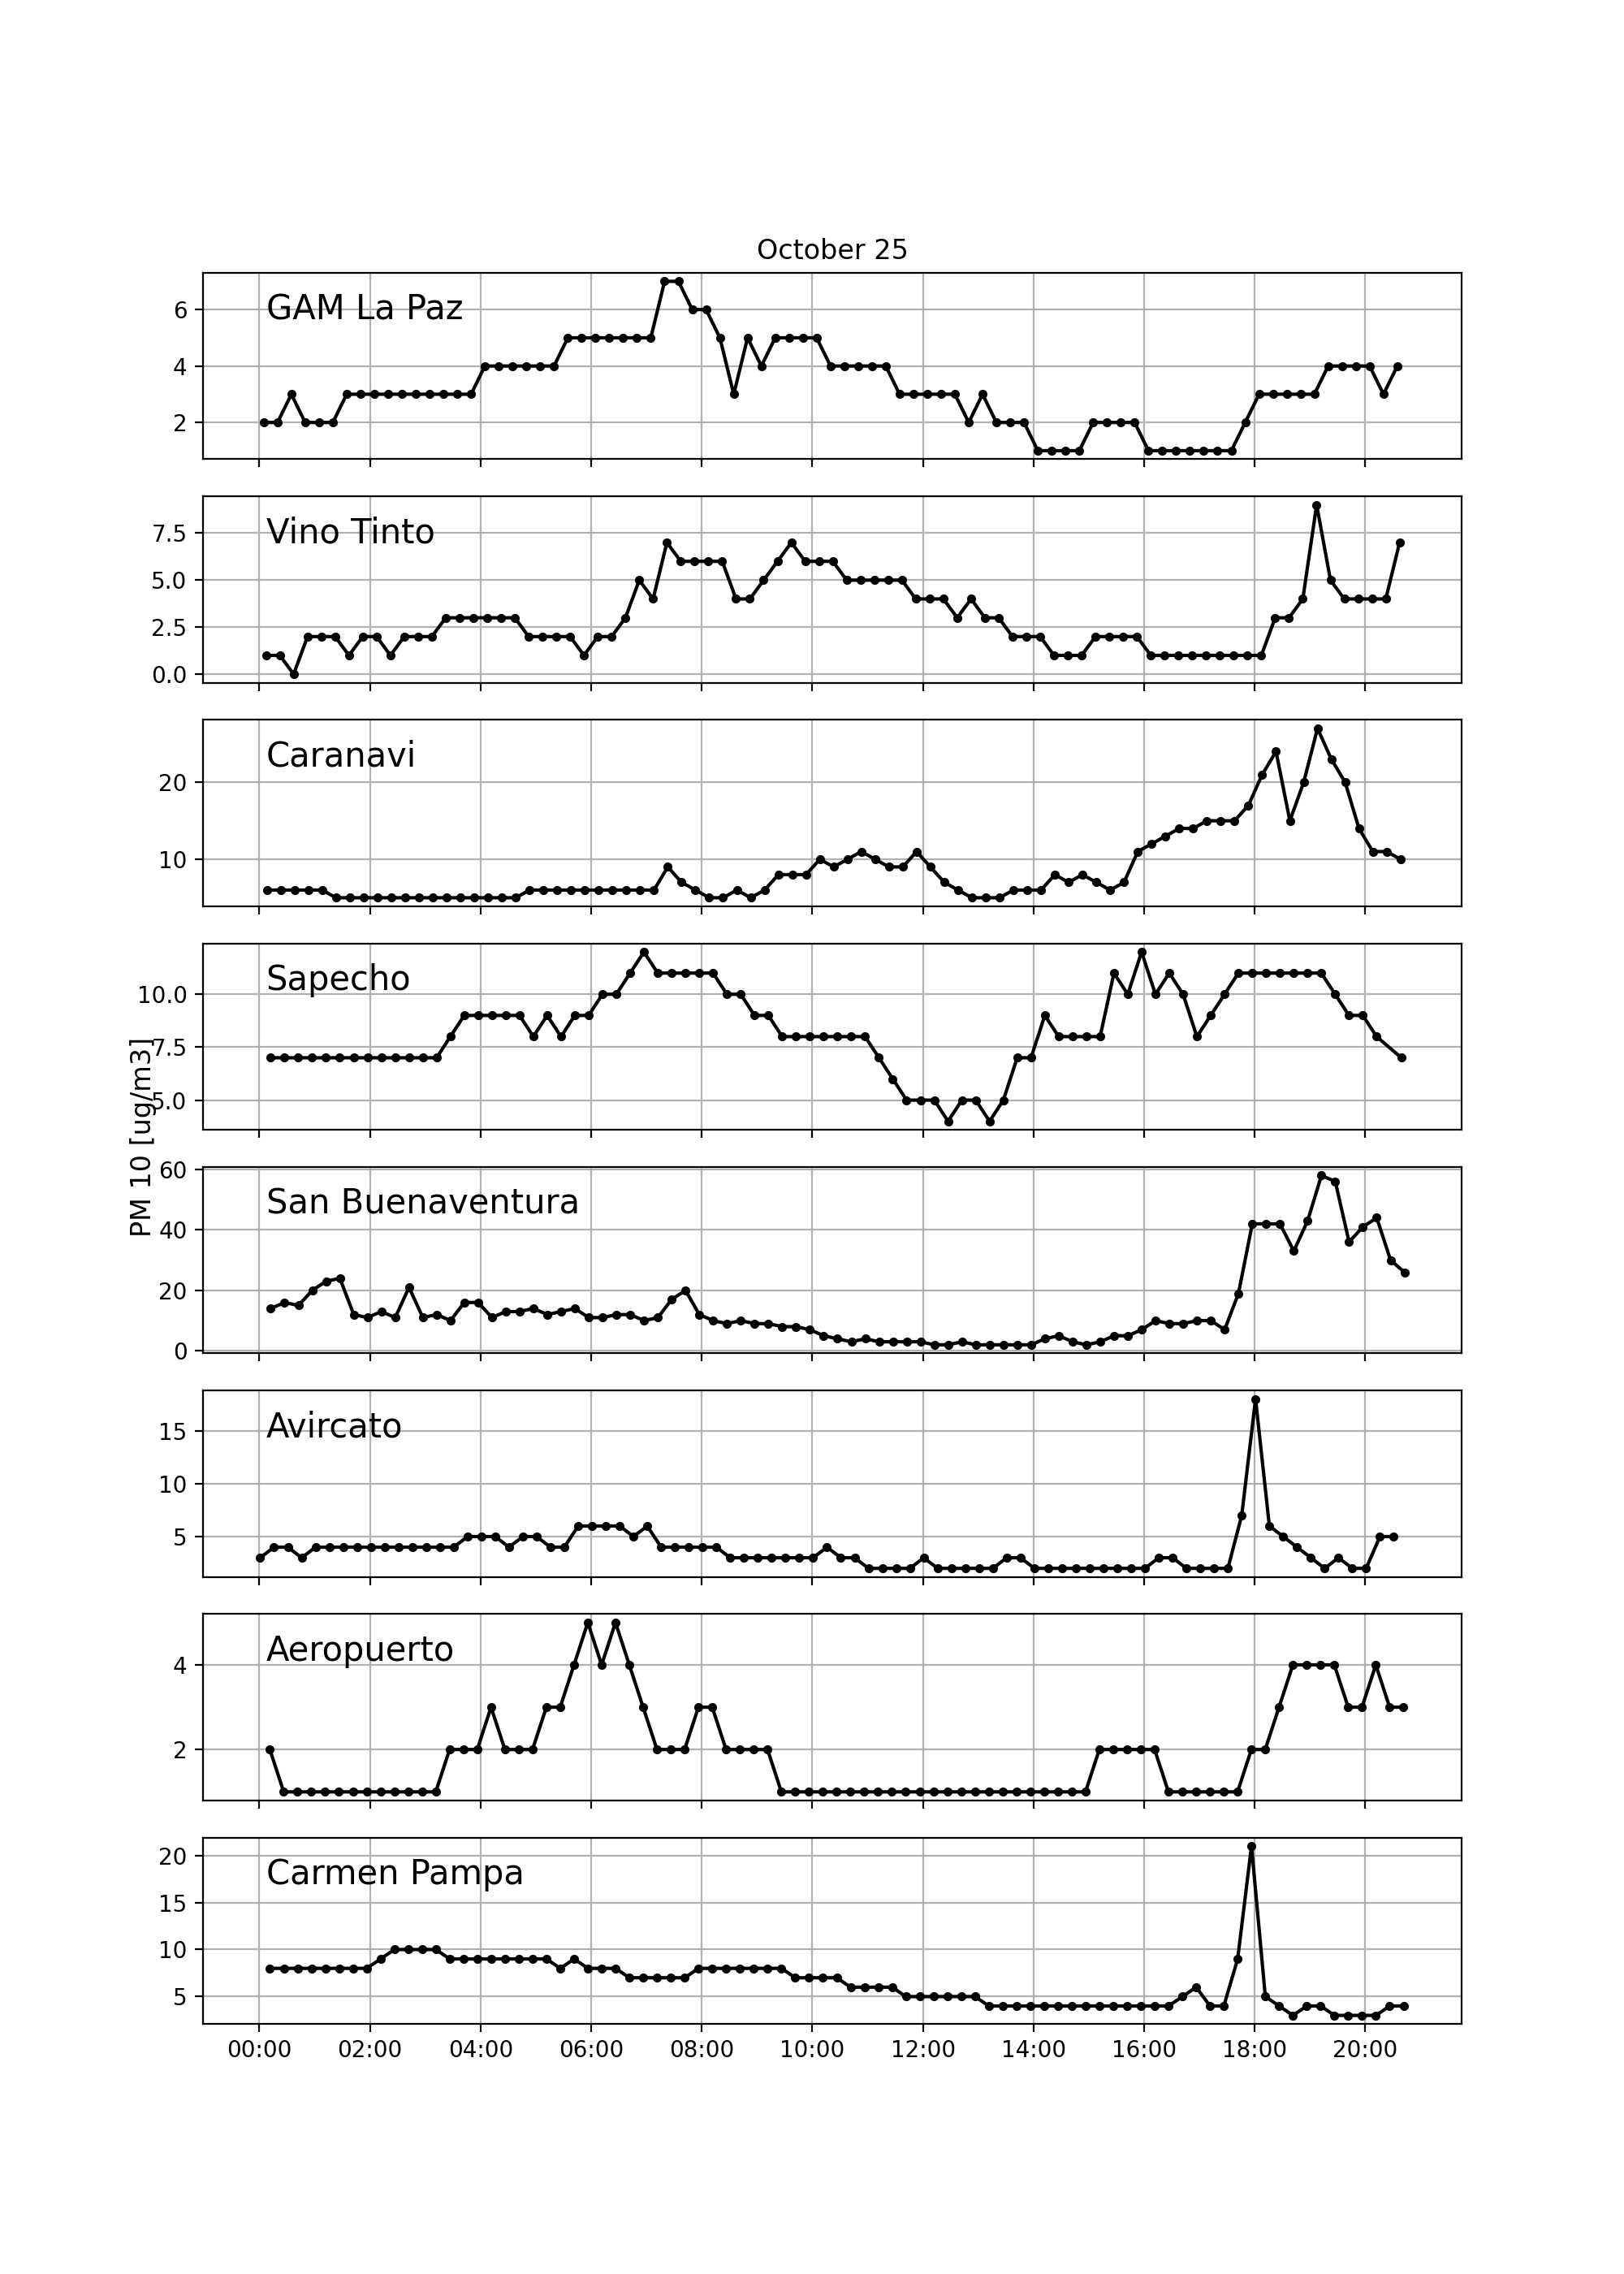 October 25
GAM La Paz
6
4
2
Vino Tinto
7.5
5.0
2.5
0.0
Caranavi
20
10
Sapecho
10.0
7.5
5.0
PM 10 [ug/m3]
San Buenaventura
60
40
20
0
Avircato
15
10
5
Aeropuerto
4
2
Carmen Pampa
20
15
10
5
00:00 02:00 04:00 06:00 08:00 10:00 12:00 14:00 16:00 18:00 20:00